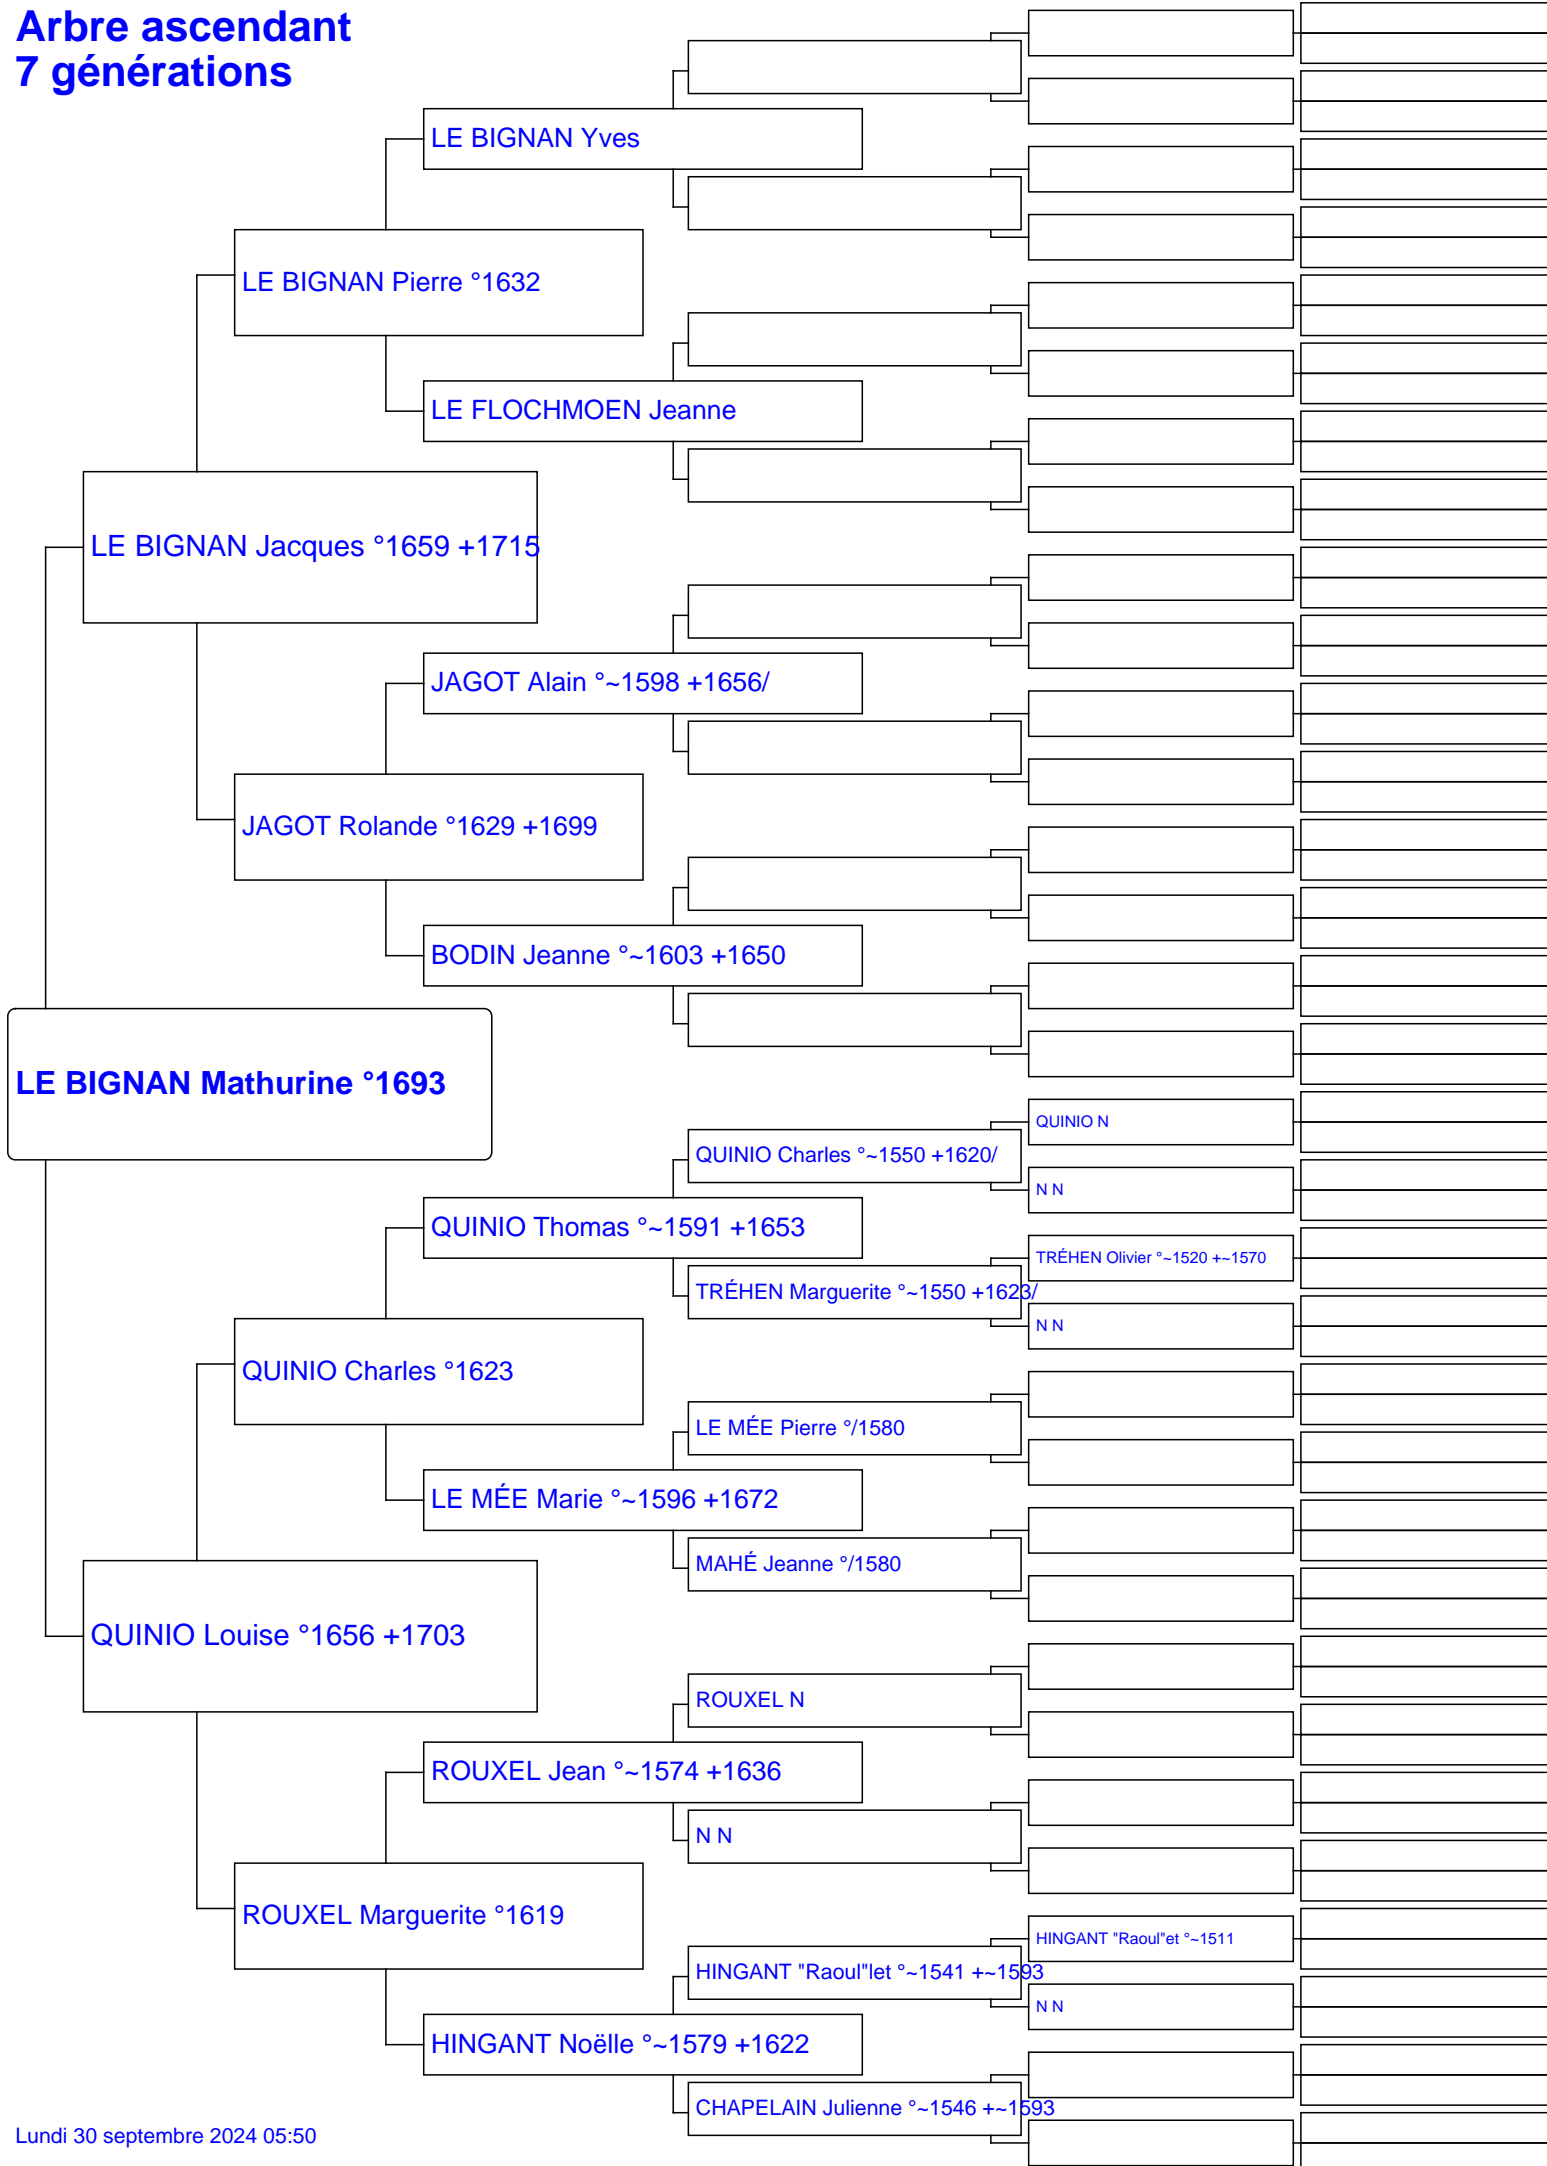 Arbre ascendant
7 générations
LE BIGNAN Yves
LE BIGNAN Pierre °1632
LE FLOCHMOEN Jeanne
LE BIGNAN Jacques °1659 +1715
JAGOT Alain °~1598 +1656/
JAGOT Rolande °1629 +1699
BODIN Jeanne °~1603 +1650
LE BIGNAN Mathurine °1693
QUINIO N
QUINIO Charles °~1550 +1620/
N N
QUINIO Thomas °~1591 +1653
TRÉHEN Olivier °~1520 +~1570
TRÉHEN Marguerite °~1550 +1623/
N N
QUINIO Charles °1623
LE MÉE Pierre °/1580
LE MÉE Marie °~1596 +1672
MAHÉ Jeanne °/1580
QUINIO Louise °1656 +1703
ROUXEL N
ROUXEL Jean °~1574 +1636
N N
ROUXEL Marguerite °1619
HINGANT "Raoul"et °~1511
HINGANT "Raoul"let °~1541 +~1593
N N
HINGANT Noëlle °~1579 +1622
CHAPELAIN Julienne °~1546 +~1593
Lundi 30 septembre 2024 05:50